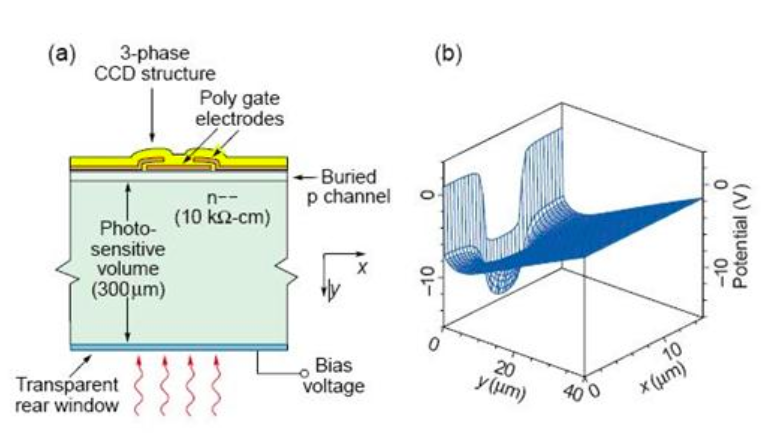 (a)
3-phase
CCD structure
Poly gate
electrodes
Buried
p channel
n--
(10 kΩ-cm)
Photo-
sensitive
volume
(300μm)
x
y
Bias
voltage
Transparent
rear window
(b)
0
-10
0
-10
Potential (V)
0
20
40
y(μm)
0
10
x(μm)